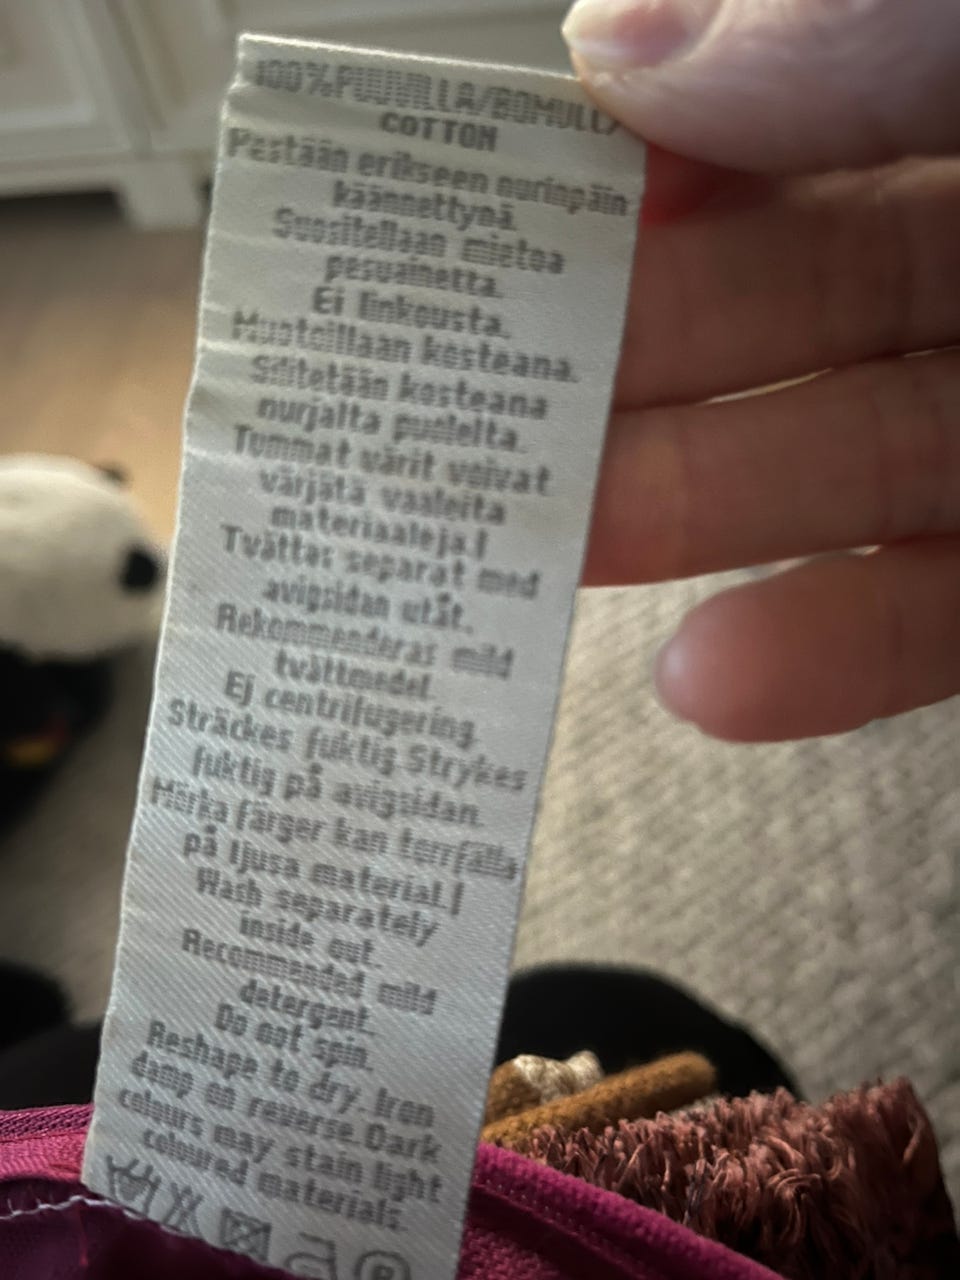 100%PUUVILLA/BOMULL/
COTTON
Pestään erikseen nurinpäin
käännettynä.
Suositellaan mietoa
pesuainetta.
Ei linkousta.
Muotoillaan kosteana.
Silitetään kosteana
nurjalta puolelta.
Tummat värit voivat
värjätä vaaleita
materiaaleja!
Tvättas separat med
avigsidan utåt.
Rekommenderas mild
tvättmedel.
Ej centrifugering.
Sträckes fuktig Strykes
fuktig på avigsidan.
Mörka färger kan
på ljusa material!
Wash separately
inside out.
Recommended mild
detergent.
Do not spin.
Reshape to dry. Iron
damp on reverse.Dark
colours may stain light
coloured materials.
P